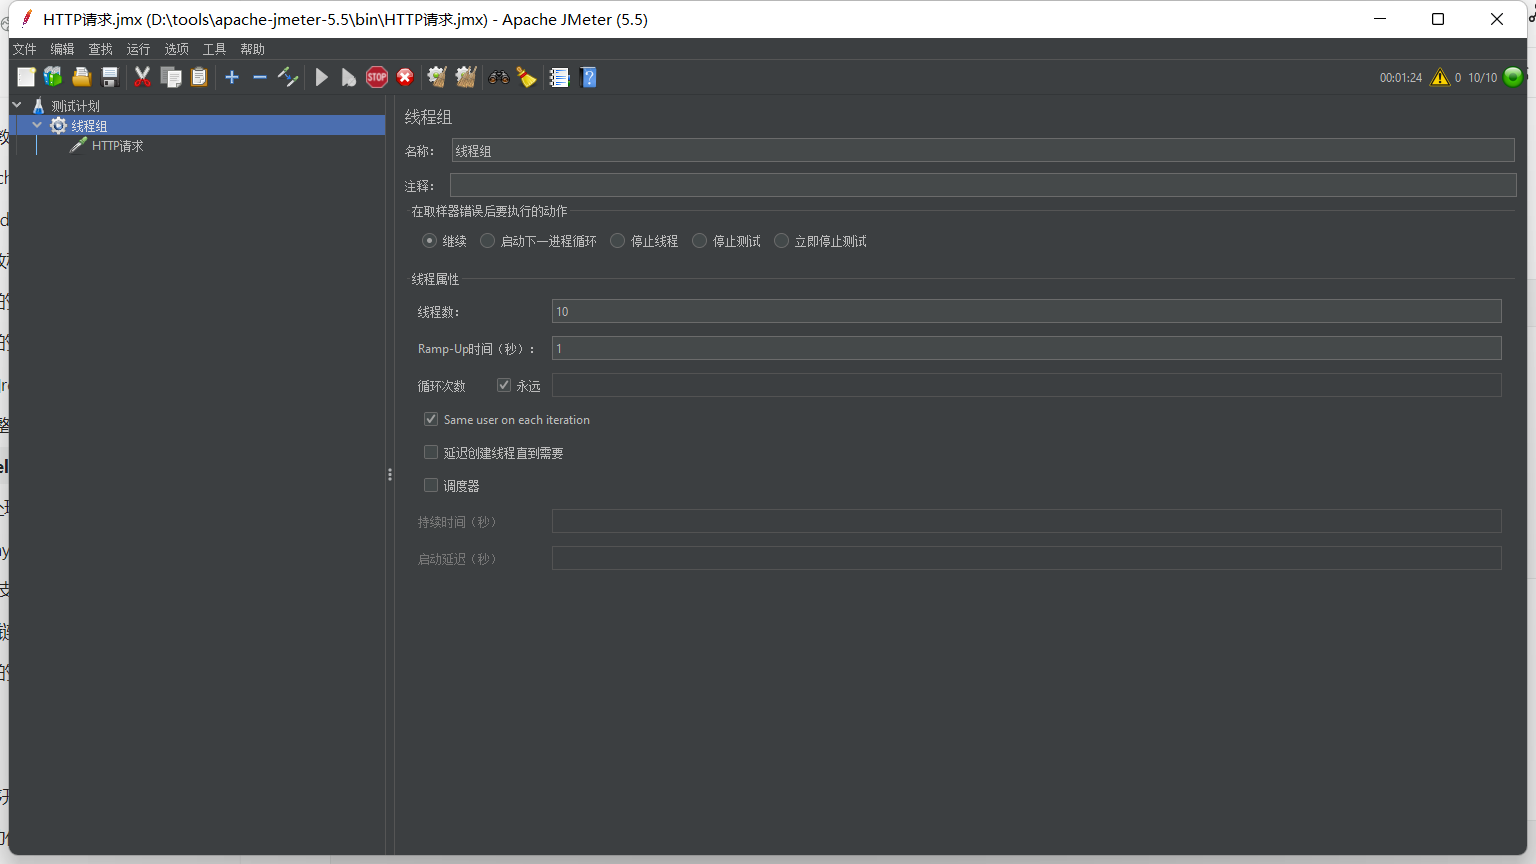 HTTP请求.jmx (D:\tools\apache-jmeter-5.5\bin\HTTP请求.jmx) - Apache JMeter (5.5)
文件 编辑 查找 运行 选项 工具 帮助
STOP 00:01:24 0 10/10
测试计划
线程组
HTTP请求
线程组
名称： 线程组
注释：
在取样器错误后要执行的动作
继续 启动下一进程循环 停止线程 停止测试 立即停止测试
线程属性
线程数： 10
Ramp-Up时间（秒）： 1
循环次数 永远
Same user on each iteration
延迟创建线程直到需要
调度器
持续时间（秒）
启动延迟（秒）